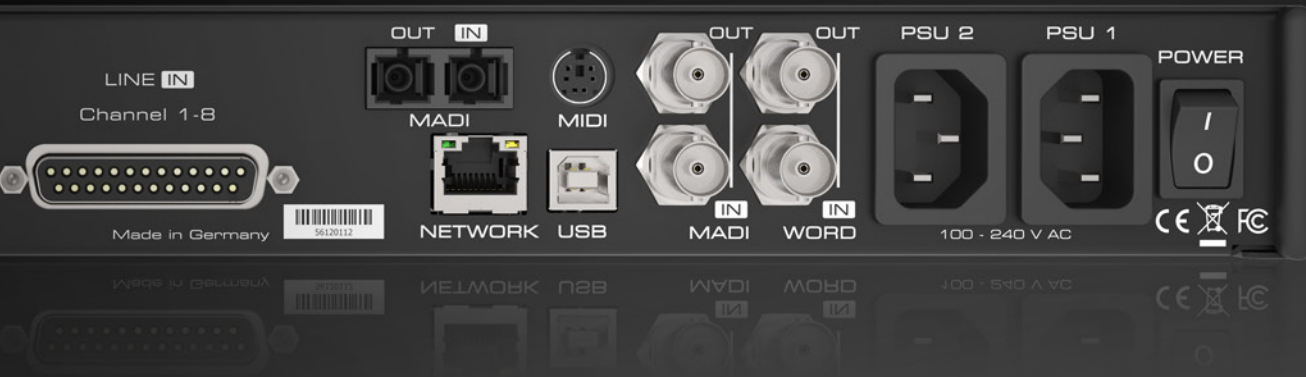 LINE IN
Channel 1-8
Made in Germany
56120112
OUT IN
MADI
NETWORK
MIDI
USB
OUT
IN
MADI
OUT
IN
WORD
PSU 2
PSU 1
100 - 240 V AC
POWER
I
O
CE FC